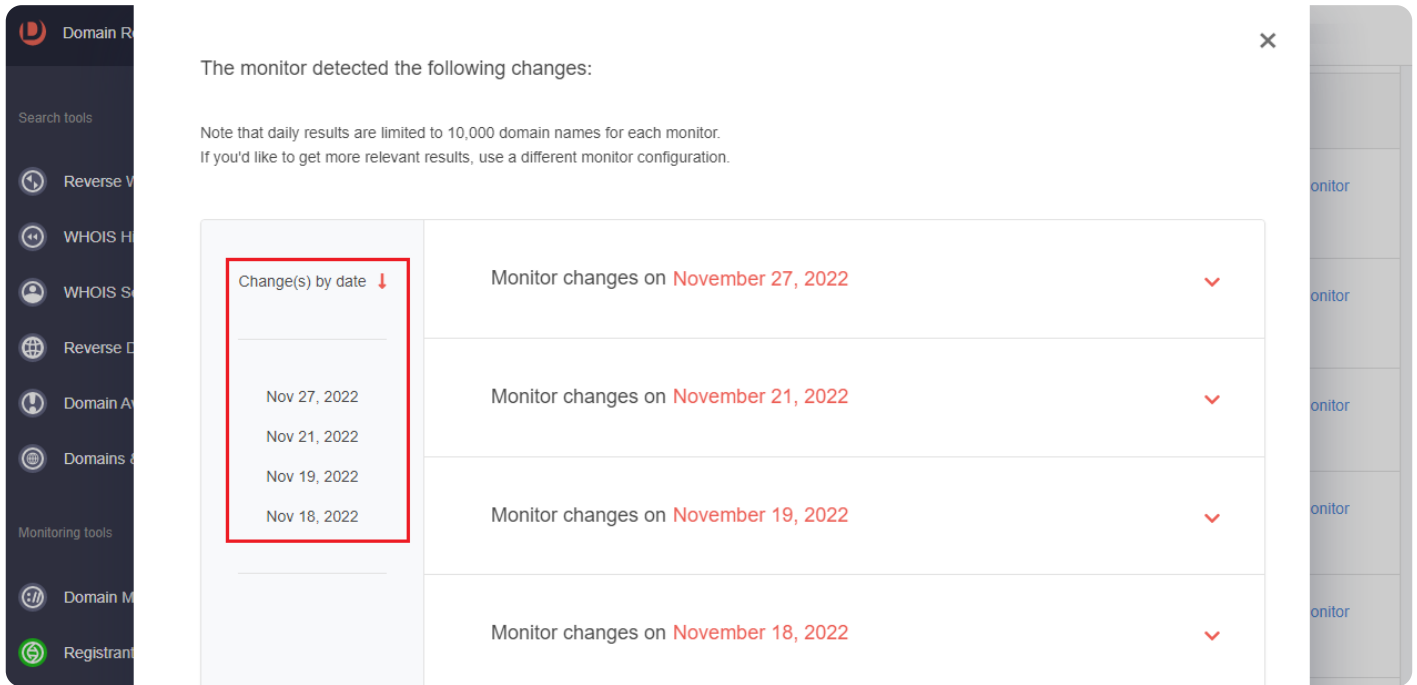 Domain
Search tools
Reverse
WHOIS
WHOIS
Reverse
Domain
Domains &
Monitoring tools
Domain
Registrant
The monitor detected the following changes:
Note that daily results are limited to 10,000 domain names for each monitor.
If you'd like to get more relevant results, use a different monitor configuration.
Change(s) by date
Nov 27, 2022
Nov 21, 2022
Nov 19, 2022
Nov 18, 2022
Monitor changes on November 27, 2022
Monitor changes on November 21, 2022
Monitor changes on November 19, 2022
Monitor changes on November 18, 2022
onitor
onitor
onitor
onitor
onitor